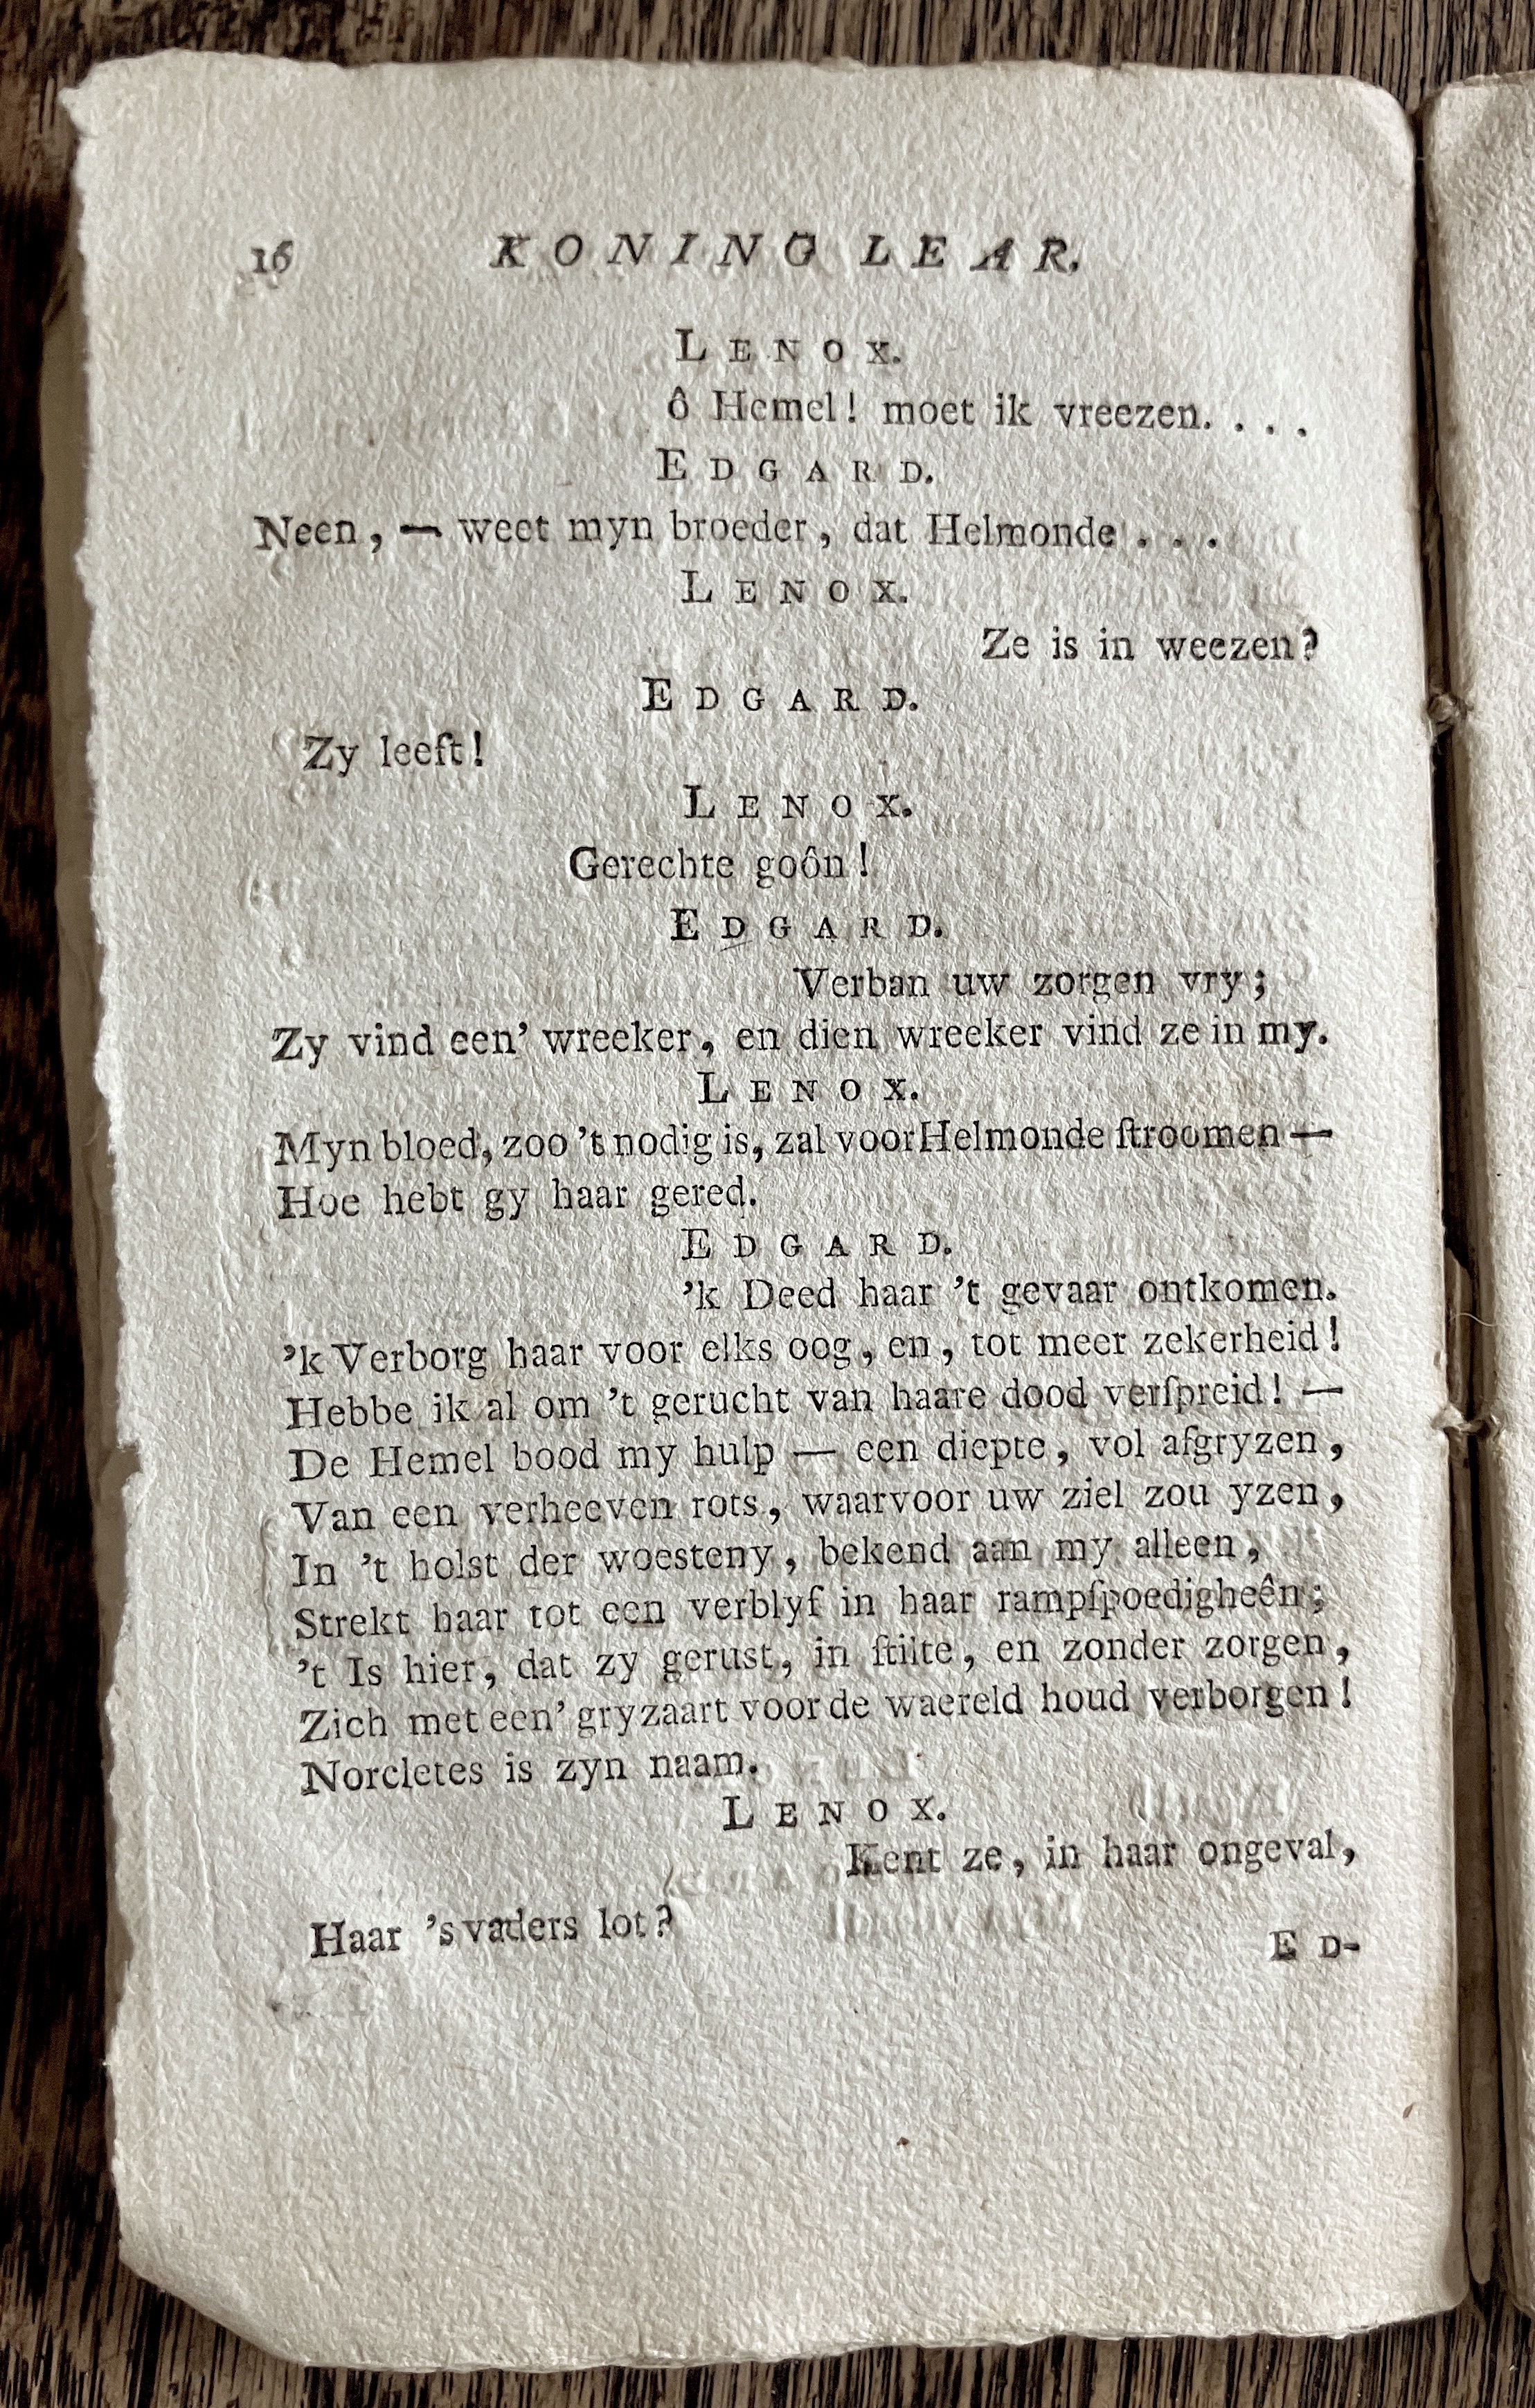 16 KONING LEAR.
LENOX.
ô Hemel! moet ik vreezen. . . .
EDGARD.
Neen, — weet myn broeder, dat Helmonde . . .
LENOX.
Ze is in weezen?
EDGARD.
Zy leeft!
LENOX.
Gerechte goôn!
EDGARD.
Verban uw zorgen vry;
Zy vind een' wreeker, en dien wreeker vind ze in my.
LENOX.
Myn bloed, zoo 't nodig is, zal voor Helmonde ſtroomen —
Hoe hebt gy haar gered.
EDGARD.
'k Deed haar 't gevaar ontkomen.
'k Verborg haar voor elks oog, en, tot meer zekerheid!
Hebbe ik al om 't gerucht van haare dood verſpreid! —
De Hemel bood my hulp — een diepte, vol afgryzen,
Van een verheeven rots, waarvoor uw ziel zou yzen,
In 't holst der woesteny, bekend aan my alleen,
Strekt haar tot een verblyf in haar rampſpoedigheên;
't Is hier, dat zy gerust, in ſtilte, en zonder zorgen,
Zich met een' gryzaart voor de waereld houd verborgen!
Norcletes is zyn naam.
LENOX.
Kent ze, in haar ongeval,
Haar 's vaders lot?
ED-